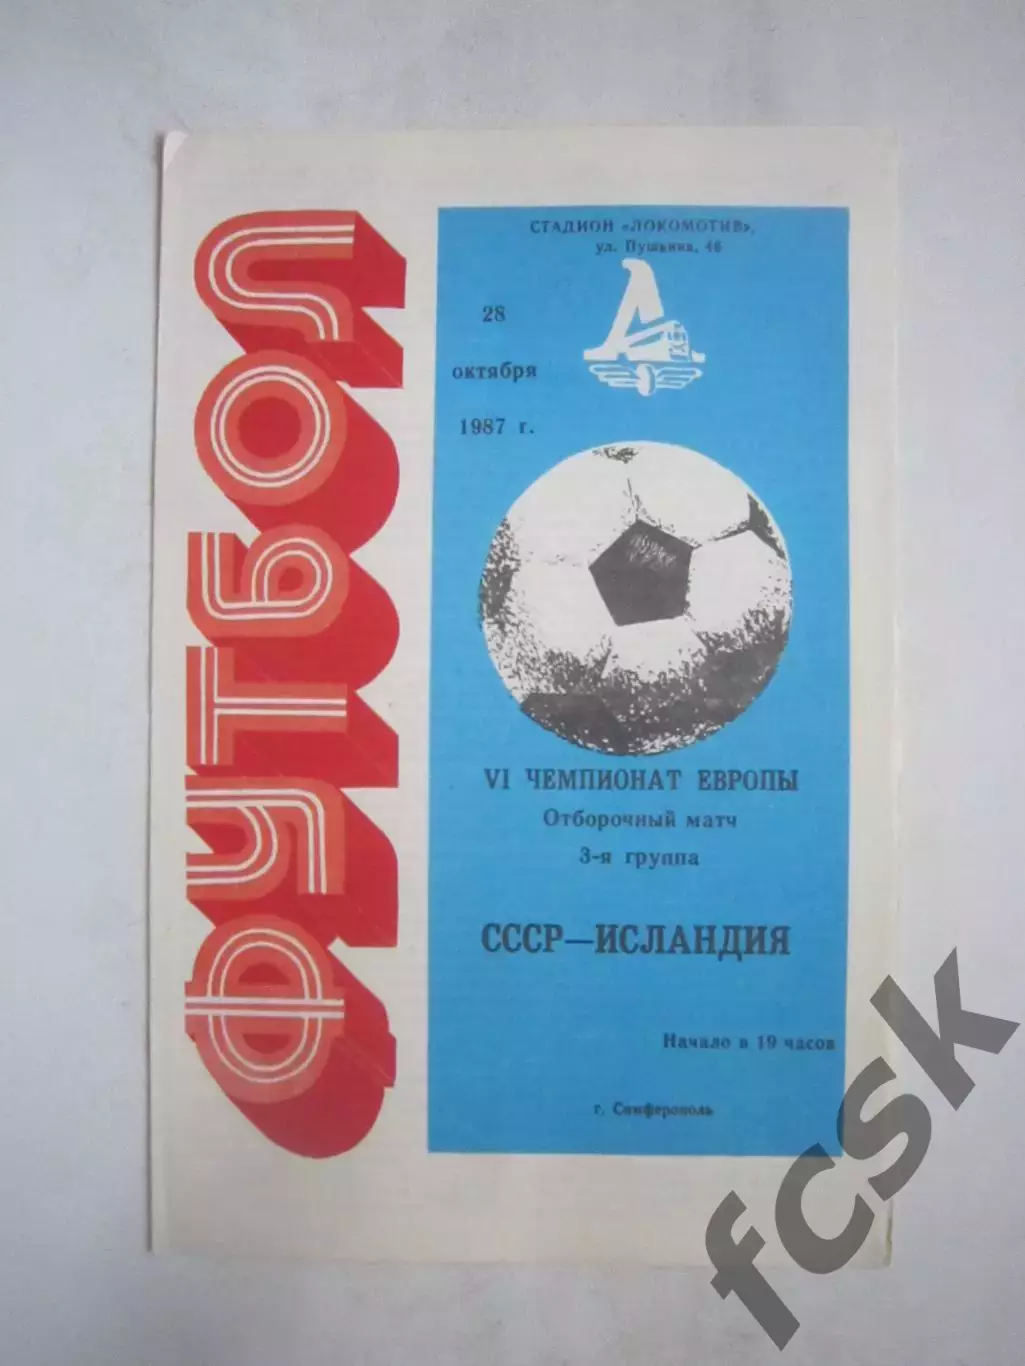 ФУТБОЛ
СТАДИОН «ЛОКОМОТИВ»,
ул. Пушкина, 46
28
октября
1987 г.
VI ЧЕМПИОНАТ ЕВРОПЫ
Отборочный матч
3-я группа
СССР—ИСЛАНДИЯ
Начало в 19 часов
г. Симферополь
fcsk